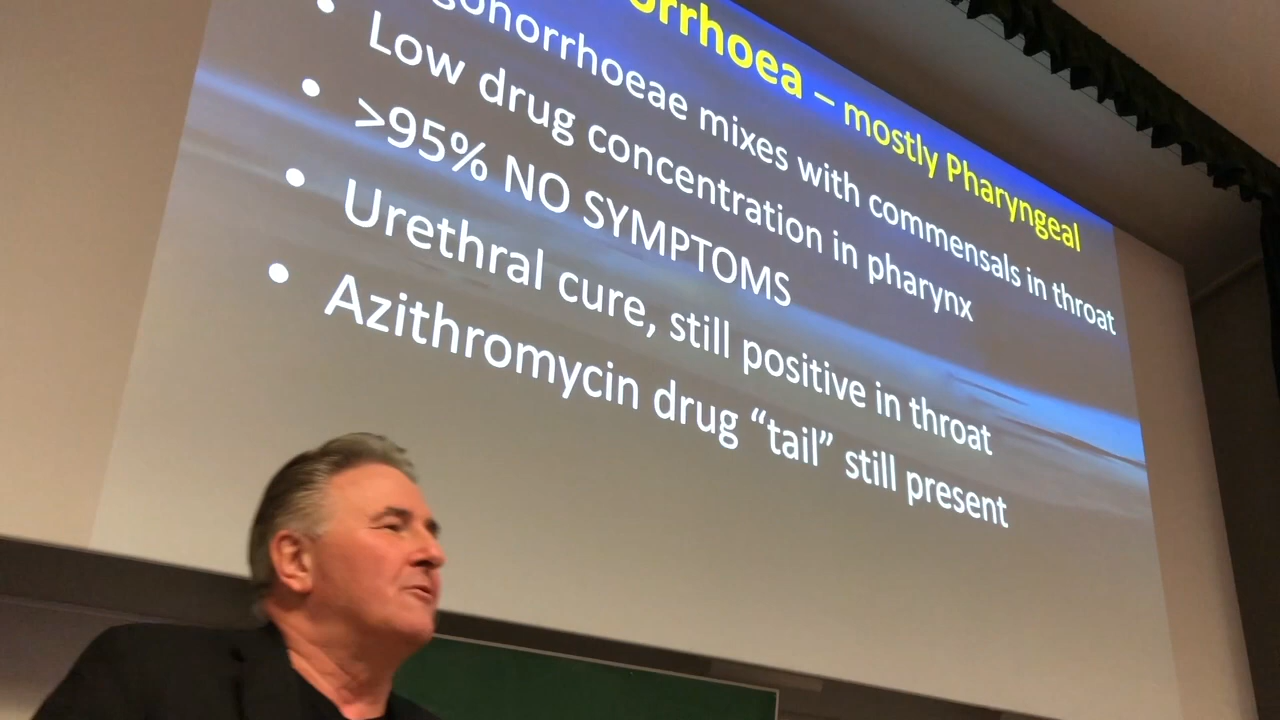 orrhoea – mostly Pharyngeal
gonorrhoeae mixes with commensals in throat
• Low drug concentration in pharynx
• >95% NO SYMPTOMS
• Urethral cure, still positive in throat
• Azithromycin drug “tail” still present